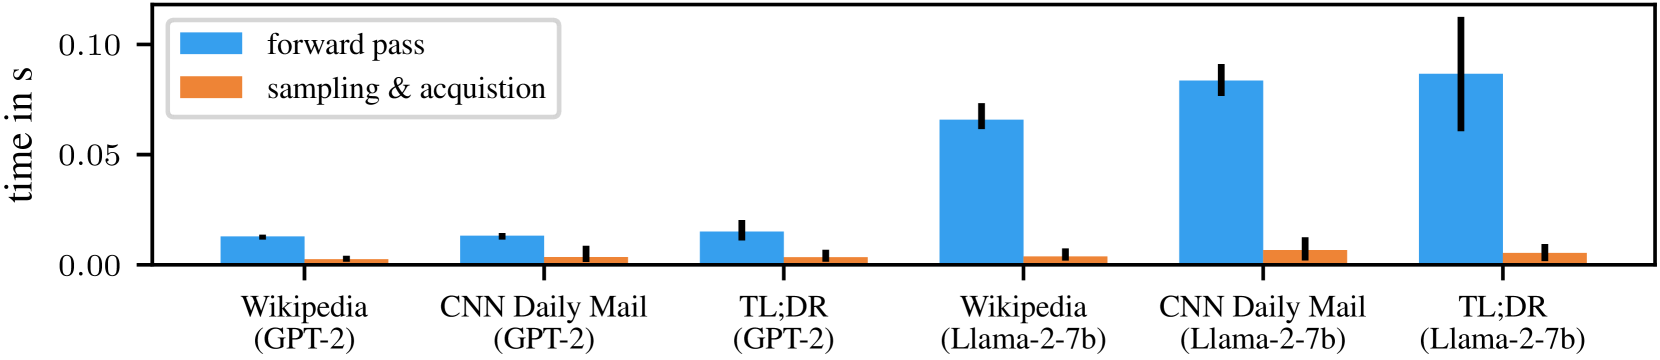 time in s
0.10
0.05
0.00
forward pass
sampling & acquistion
Wikipedia
(GPT-2)
CNN Daily Mail
(GPT-2)
TL;DR
(GPT-2)
Wikipedia
(Llama-2-7b)
CNN Daily Mail
(Llama-2-7b)
TL;DR
(Llama-2-7b)